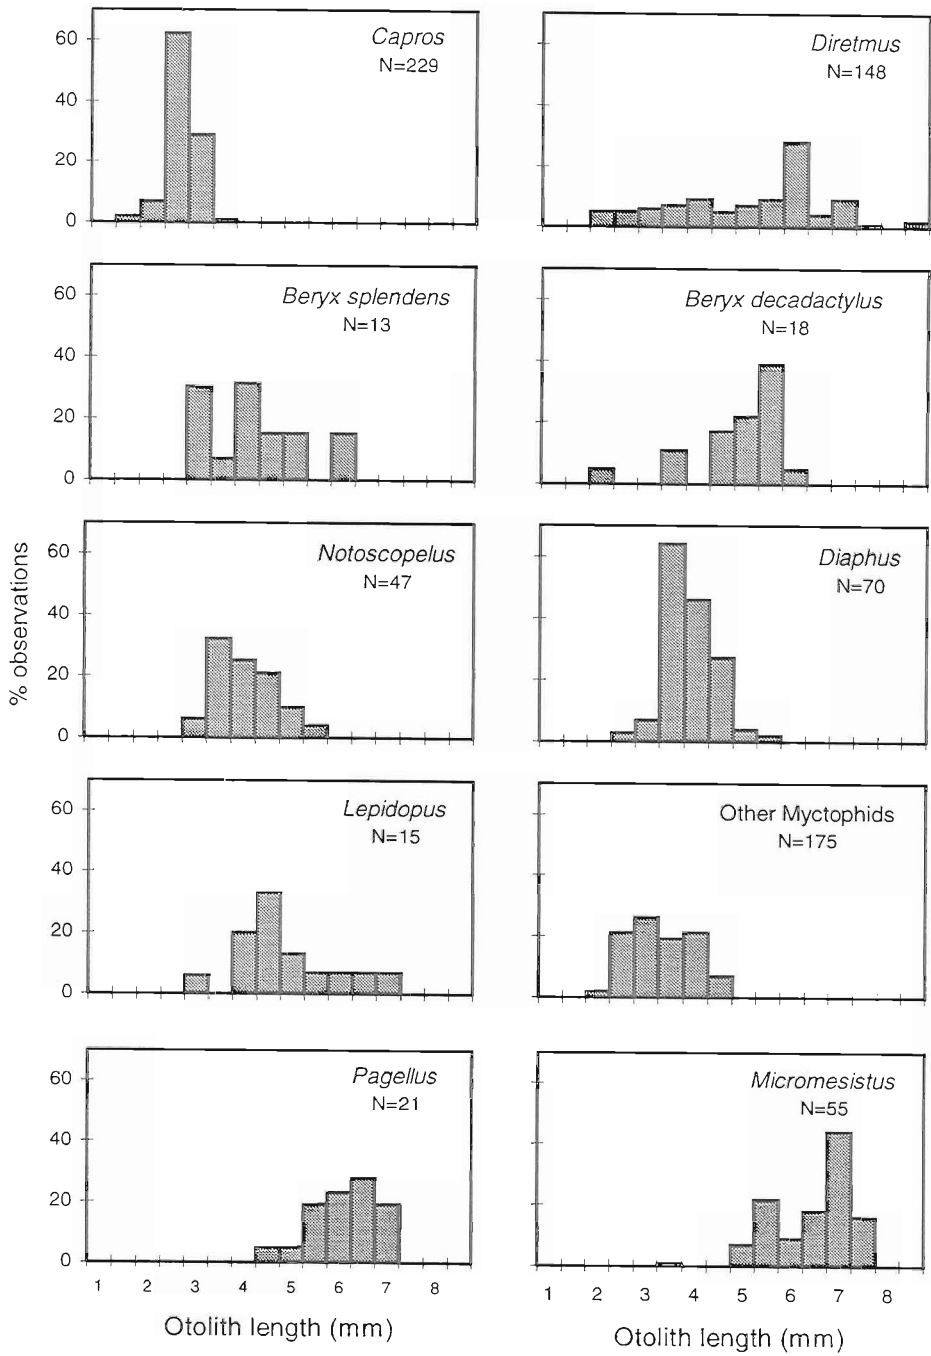 Capros
N=229
60
40
20
0
Diretmus
N=148
Beryx splendens
N=13
60
40
20
0
Beryx decadactylus
N=18
% observations
Notoscopelus
N=47
60
40
20
0
Diaphus
N=70
Lepidopus
N=15
60
40
20
0
Other Myctophids
N=175
Pagellus
N=21
60
40
20
0
1 2 3 4 5 6 7 8
Otolith length (mm)
Micromesistus
N=55
1 2 3 4 5 6 7 8
Otolith length (mm)